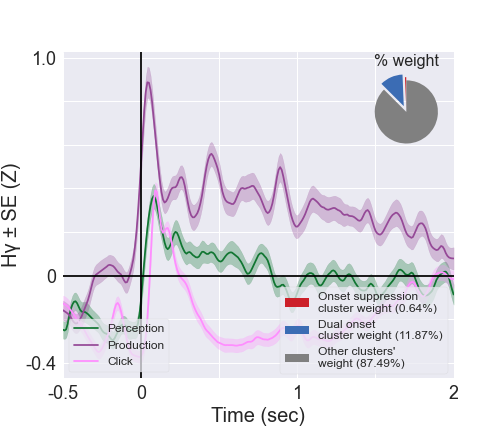 % weight
1.0
0
-0.4
Hγ ± SE (Z)
Perception
Production
Click
Onset suppression
cluster weight (0.64%)
Dual onset
cluster weight (11.87%)
Other clusters'
weight (87.49%)
-0.5
0
1
2
Time (sec)